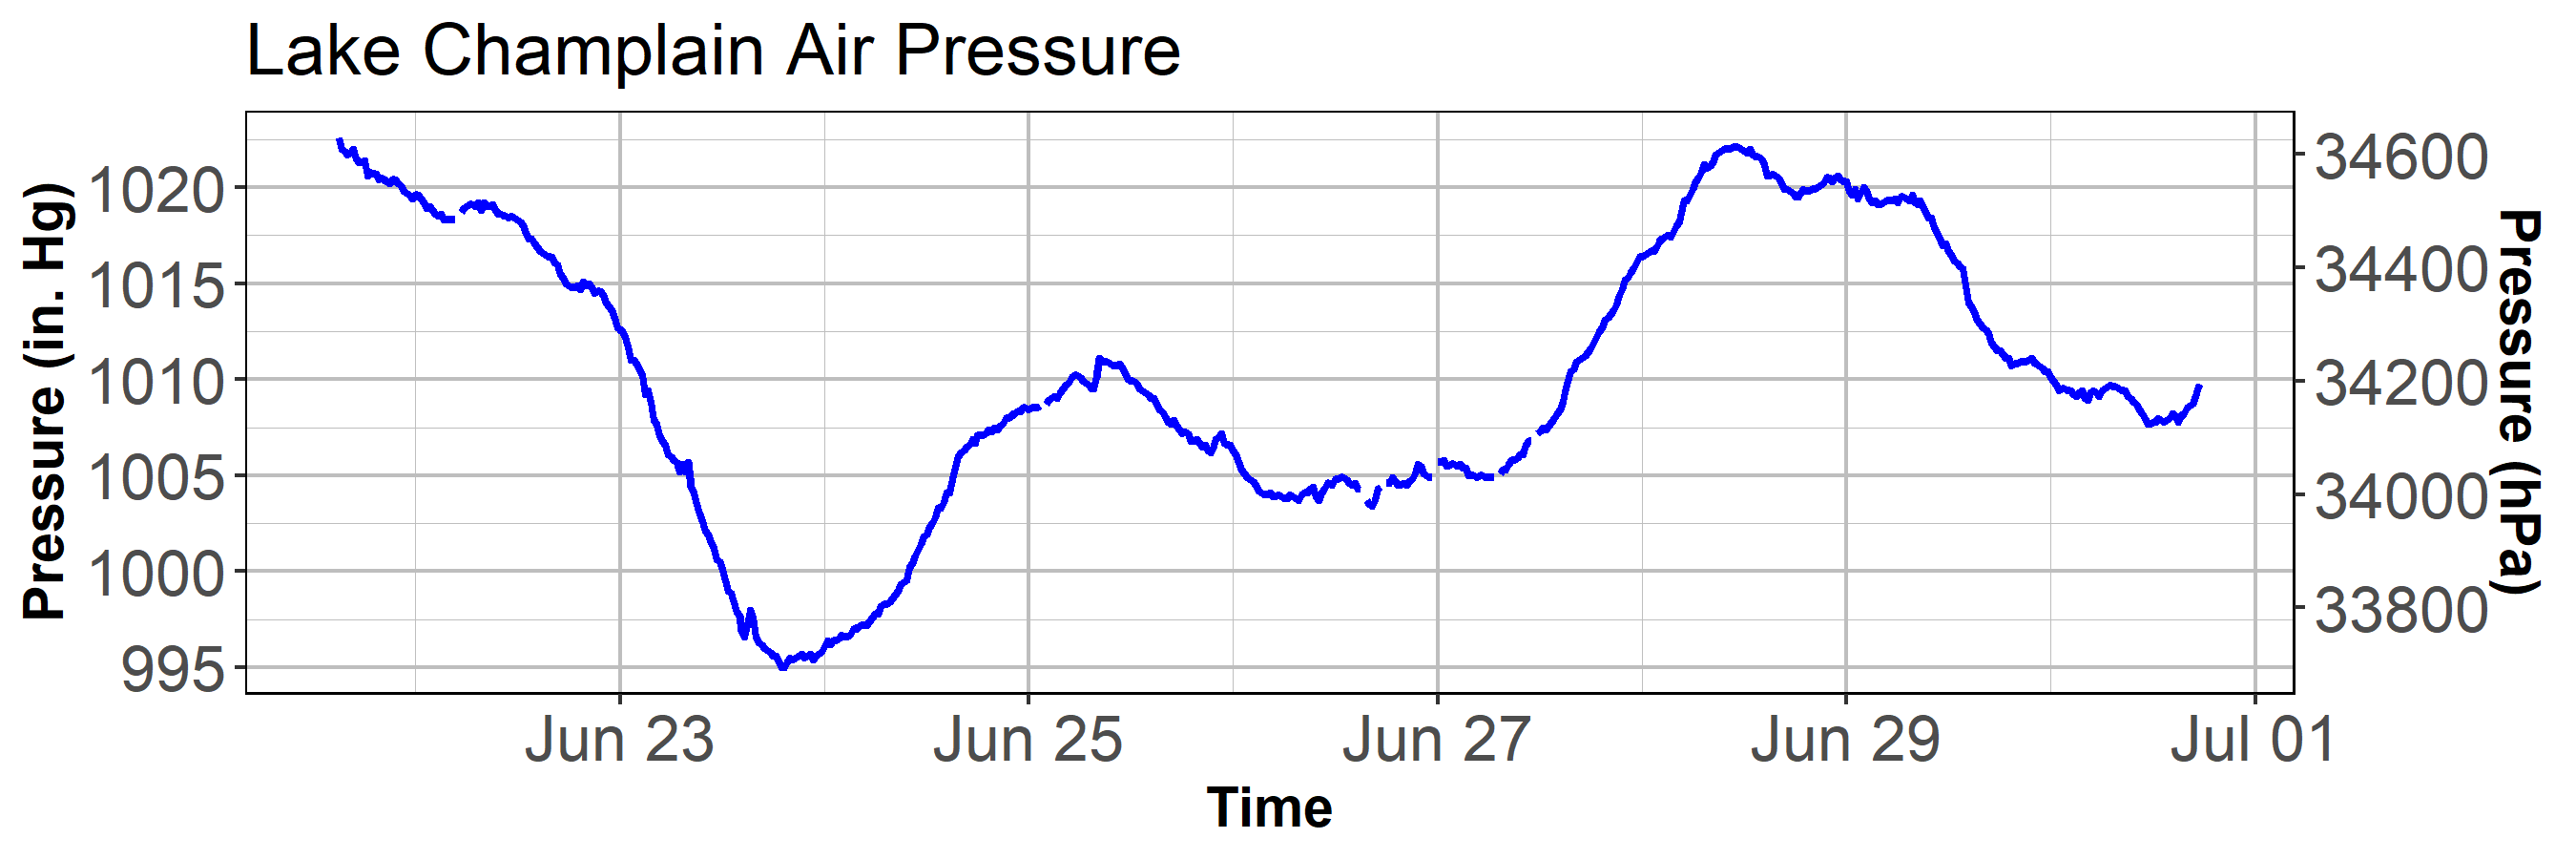 Lake Champlain Air Pressure
Pressure (in. Hg)
1020
1015
1010
1005
1000
995
34600
34400
34200
34000
33800
Pressure (hPa)
Jun 23
Jun 25
Jun 27
Jun 29
Jul 01
Time